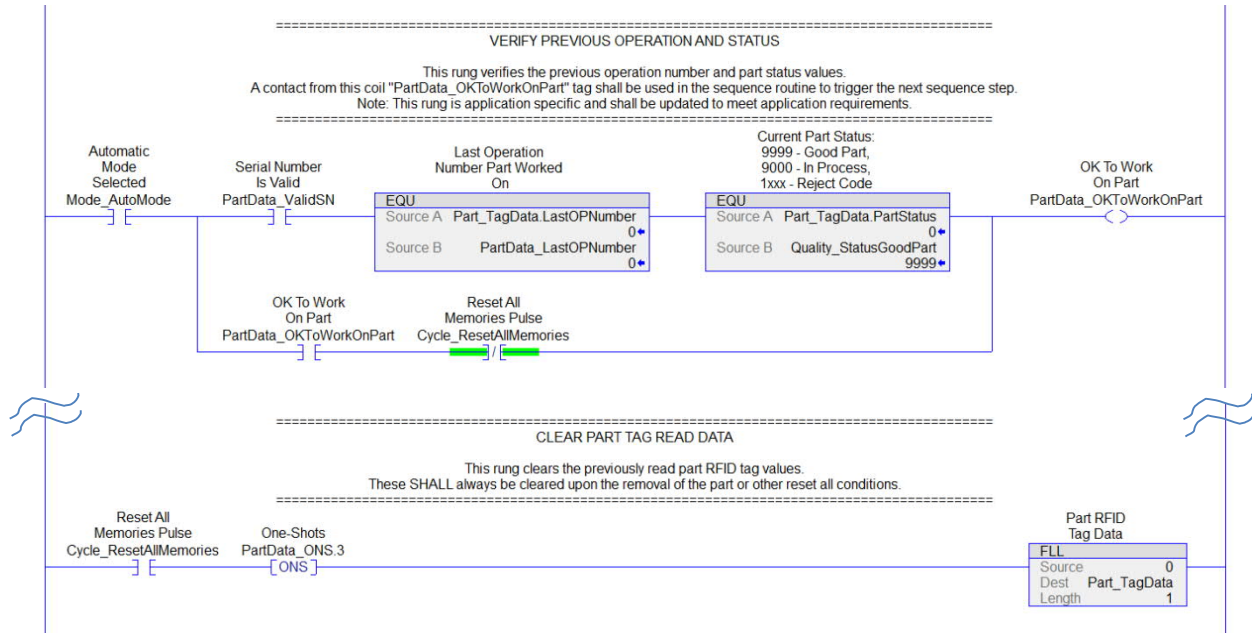 ==========================================================================================
VERIFY PREVIOUS OPERATION AND STATUS
This rung verifies the previous operation number and part status values.
A contact from this coil "PartData_OKToWorkOnPart" tag shall be used in the sequence routine to trigger the next sequence step.
Note: This rung is application specific and shall be updated to meet application requirements.
==========================================================================================
Automatic
Mode
Selected
Mode_AutoMode
Serial Number
Is Valid
PartData_ValidSN
Last Operation
Number Part Worked
On
EQU
Source A Part_TagData.LastOPNumber
0
Source B PartData_LastOPNumber
0
Current Part Status:
9999 - Good Part,
9000 - In Process,
1xxx - Reject Code
EQU
Source A Part_TagData.PartStatus
0
Source B Quality_StatusGoodPart
9999
OK To Work
On Part
PartData_OKToWorkOnPart
OK To Work
On Part
PartData_OKToWorkOnPart
Reset All
Memories Pulse
Cycle_ResetAllMemories
==========================================================================================
CLEAR PART TAG READ DATA
This rung clears the previously read part RFID tag values.
These SHALL always be cleared upon the removal of the part or other reset all conditions.
==========================================================================================
Reset All
Memories Pulse
Cycle_ResetAllMemories
One-Shots
PartData_ONS.3
ONS
Part RFID
Tag Data
FLL
Source 0
Dest Part_TagData
Length 1